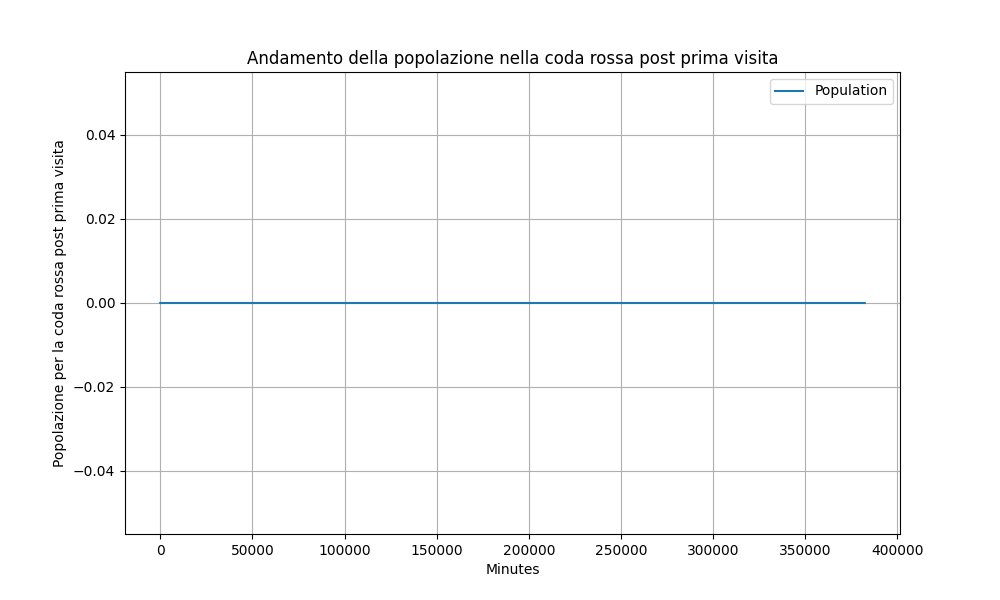 Andamento della popolazione nella coda rossa post prima visita
Population
Popolazione per la coda rossa post prima visita
0.04
0.02
0.00
−0.02
−0.04
0 50000 100000 150000 200000 250000 300000 350000 400000
Minutes